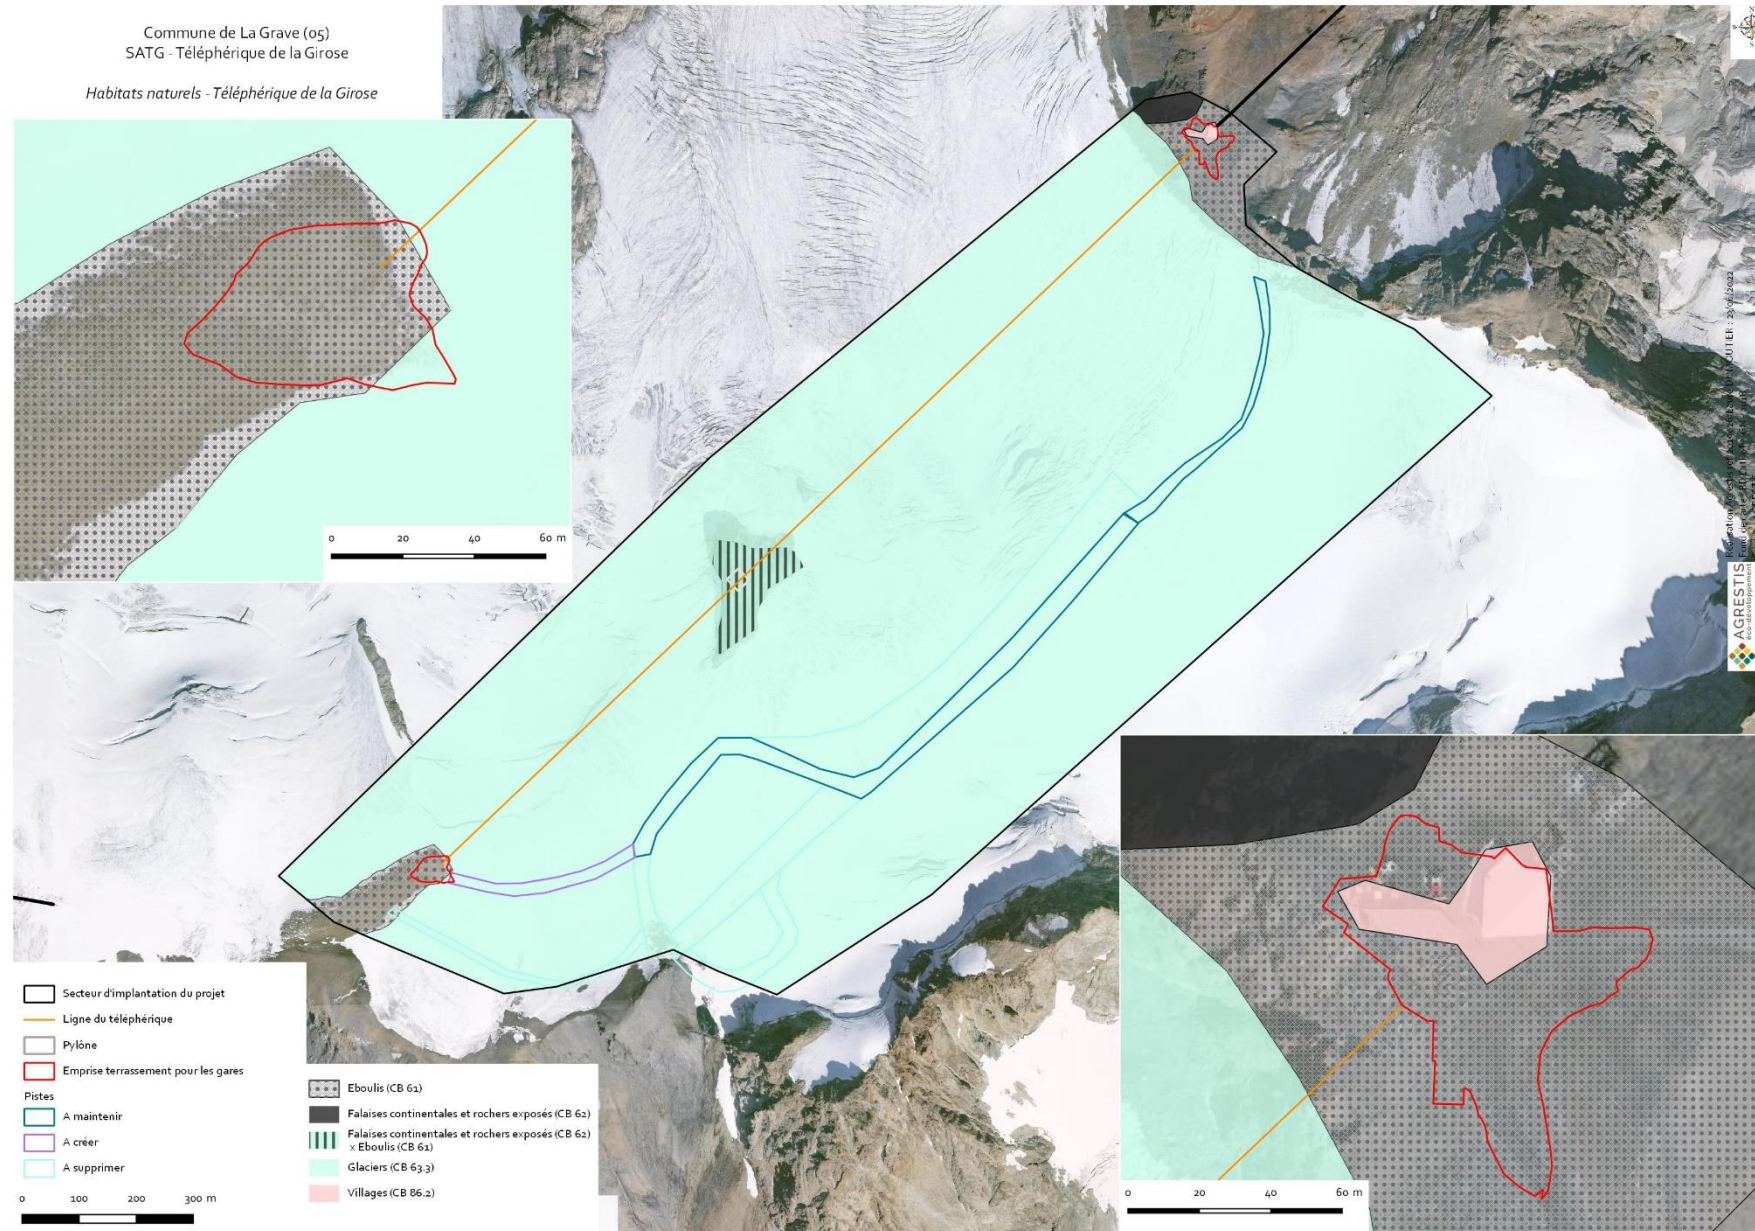 Commune de La Grave (05)
SATG - Téléphérique de la Girose
Habitats naturels - Téléphérique de la Girose
0 20 40 60 m
AGRESTIS
éco-développement
Secteur d'implantation du projet
Ligne du téléphérique
Pylône
Emprise terrassement pour les gares
Pistes
A maintenir
A créer
A supprimer
0 100 200 300 m
Eboulis (CB 61)
Falaises continentales et rochers exposés (CB 62)
Falaises continentales et rochers exposés (CB 62)
x Eboulis (CB 61)
Glaciers (CB 63.3)
Villages (CB 86.2)
0 20 40 60 m